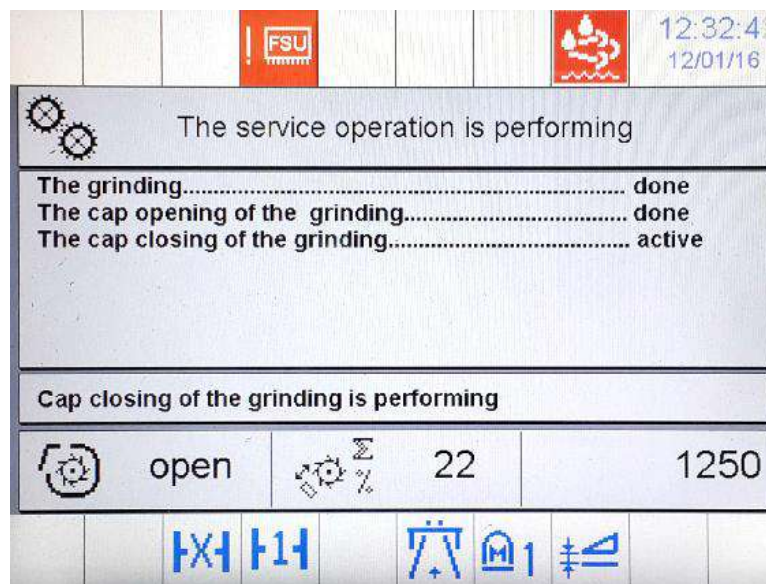 ! FSU
12:32:4
12/01/16
The service operation is performing
The grinding.................................................................... done
The cap opening of the grinding.................................. done
The cap closing of the grinding.................................... active
Cap closing of the grinding is performing
open Σ % 22 1250
X 1 M 1